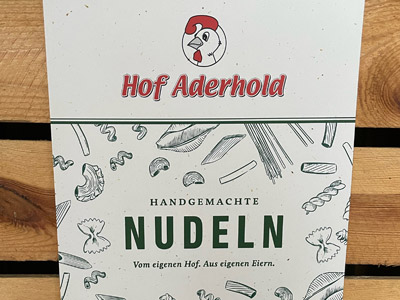 Hof Aderhold
HANDGEMACHTE
NUDELN
Vom eigenen Hof. Aus eigenen Eiern.